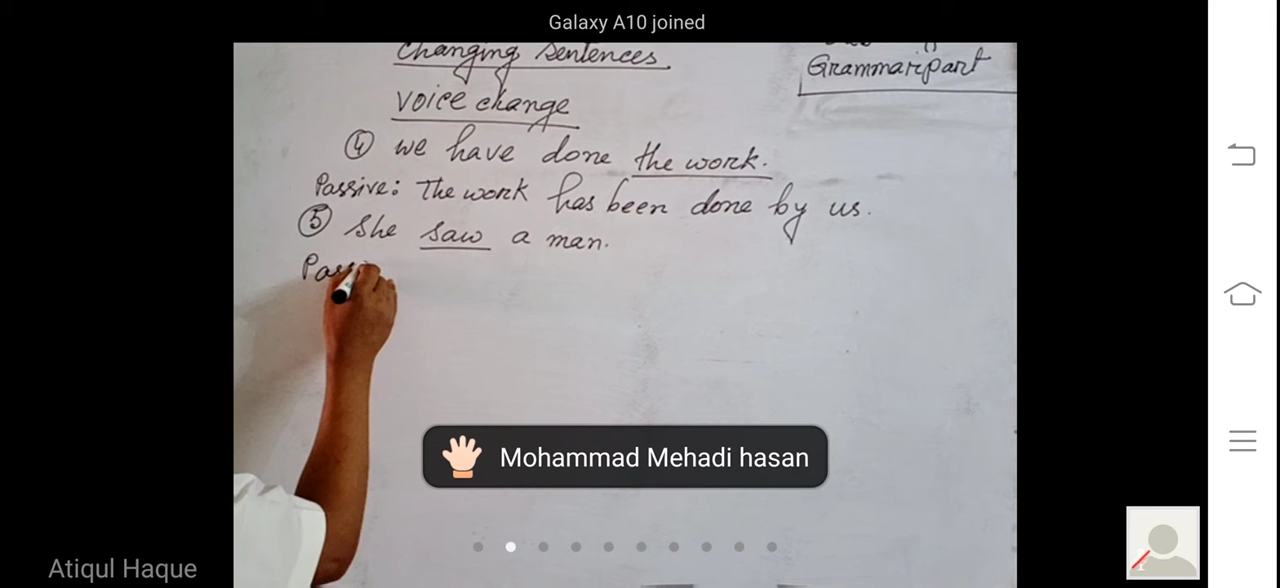 Galaxy A10 joined
Changing Sentences.
Grammar part
Voice change
④ we have done the work.
Passive: The work has been done by us.
⑤ She saw a man.
Pass
Mohammad Mehadi hasan
Atiqul Haque